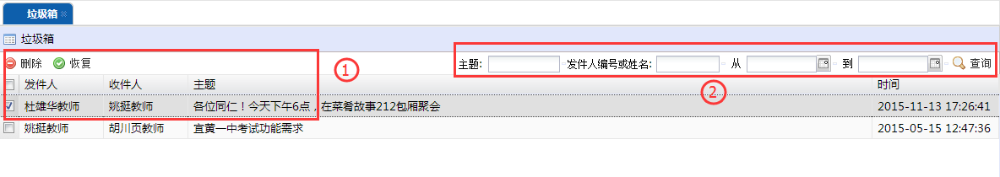 垃圾箱
垃圾箱
删除 恢复 ① 主题: 发件人编号或姓名: 从 到 查询
②
发件人 收件人 主题 时间
杜雄华教师 姚挺教师 各位同仁！今天下午6点，在菜肴故事212包厢聚会 2015-11-13 17:26:41
姚挺教师 胡川页教师 宜黄一中考试功能需求 2015-05-15 12:47:36